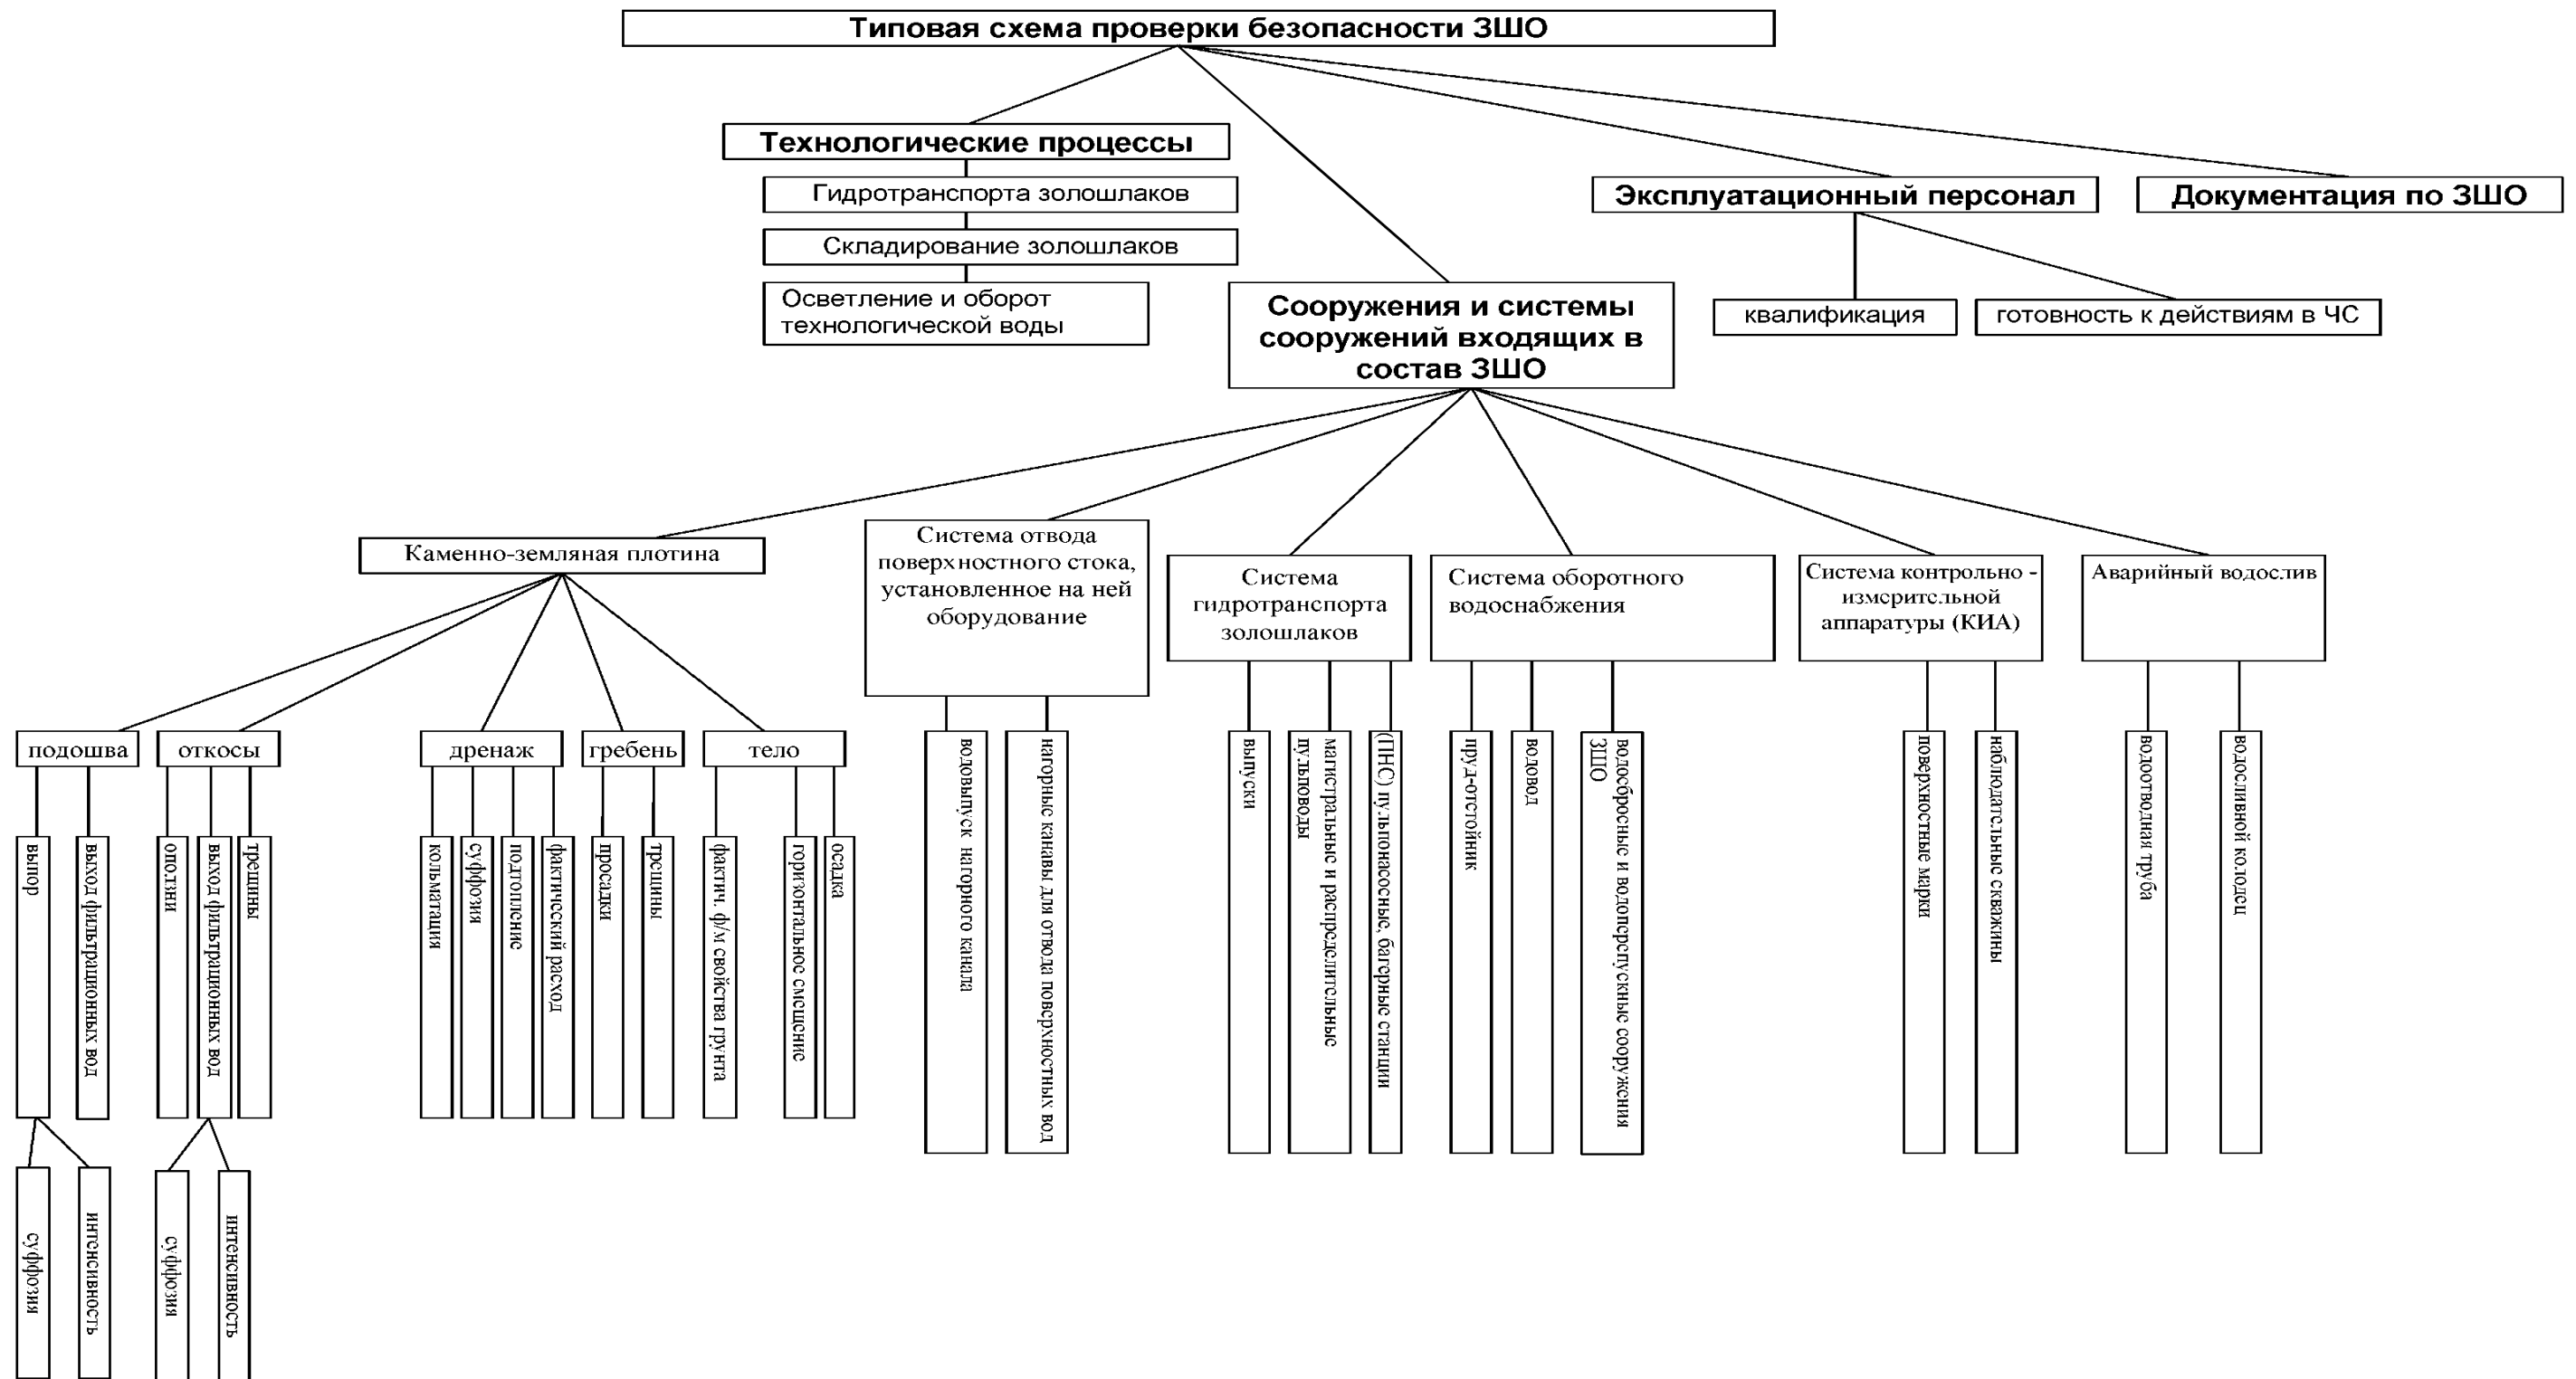 Типовая схема проверки безопасности ЗШО
Технологические процессы
Гидротранспорта золошлаков
Складирование золошлаков
Осветление и оборот
технологической воды
Эксплуатационный персонал
Документация по ЗШО
квалификация
готовность к действиям в ЧС
Сооружения и системы
сооружений входящих в
состав ЗШО
Каменно-земляная плотина
Система отвода
поверхностного стока,
установленное на ней
оборудование
Система
гидротранспорта
золошлаков
Система оборотного
водоснабжения
Система контрольно -
измерительной
аппаратуры (КИА)
Аварийный водослив
подошва
откосы
дренаж
гребень
тело
выпор
выход фильтрационных вод
оползни
выход фильтрационных вод
трещины
кольматация
суффозия
подтопление
фактический расход
просадки
трещины
фактич. ф/м свойства грунта
горизонтальное смещение
осадка
водовыпуск нагорного канала
нагорные канавы для отвода поверхностных вод
выпуски
магистральные и распределительные
пульповоды
(ПНС) пульпонасосные, багерные станции
пруд-отстойник
водовод
водосбросные и водоперепускные сооружения
ЗШО
поверхностные марки
наблюдательные скважины
водоотводная труба
водосливной колодец
суффозия
интенсивность
суффозия
интенсивность